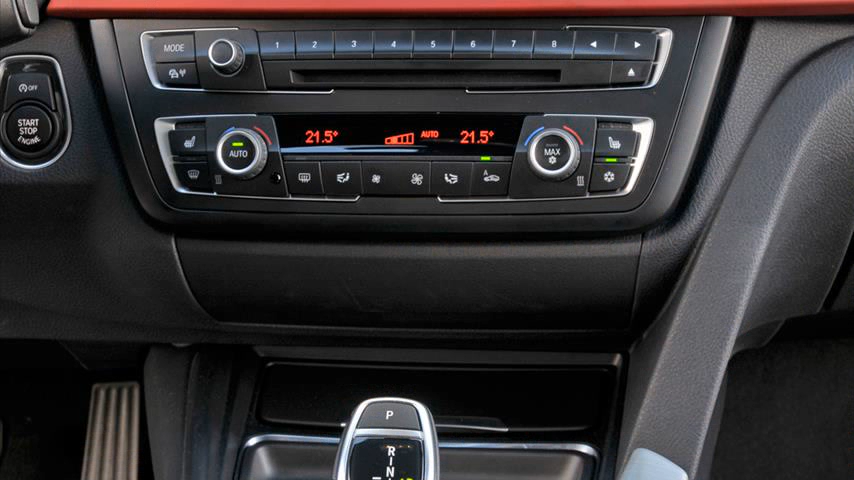 MODE 1 2 3 4 5 6 7 8
OFF
START
STOP
ENGINE
21.5° AUTO 21.5°
AUTO
MAX
A
P
R
N